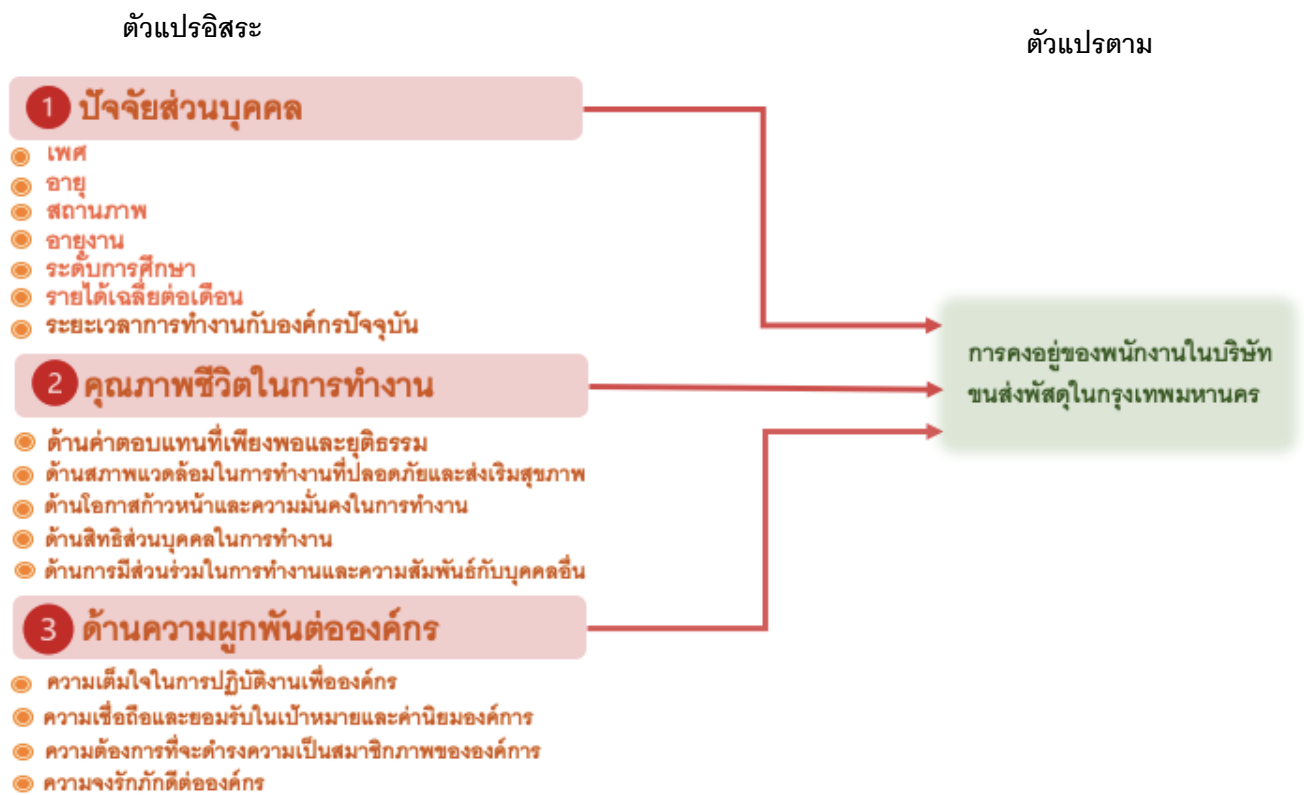 ตัวแปรอิสระ
ตัวแปรตาม
1 ปัจจัยส่วนบุคคล
เพศ
อายุ
สถานภาพ
อายุงาน
ระดับการศึกษา
รายได้เฉลี่ยต่อเดือน
ระยะเวลาการทำงานกับองค์กรปัจจุบัน
2 คุณภาพชีวิตในการทำงาน
ด้านค่าตอบแทนที่เพียงพอและยุติธรรม
ด้านสภาพแวดล้อมในการทำงานที่ปลอดภัยและส่งเริมสุขภาพ
ด้านโอกาสก้าวหน้าและความมั่นคงในการทำงาน
ด้านสิทธิส่วนบุคคลในการทำงาน
ด้านการมีส่วนร่วมในการทำงานและความสัมพันธ์กับบุคคลอื่น
3 ด้านความผูกพันต่อองค์กร
ความเต็มใจในการปฏิบัติงานเพื่อองค์กร
ความเชื่อถือและยอมรับในเป้าหมายและค่านิยมองค์การ
ความต้องการที่จะดำรงความเป็นสมาชิกภาพขององค์การ
ความจงรักภักดีต่อองค์กร
การคงอยู่ของพนักงานในบริษัท
ขนส่งพัสดุในกรุงเทพมหานคร